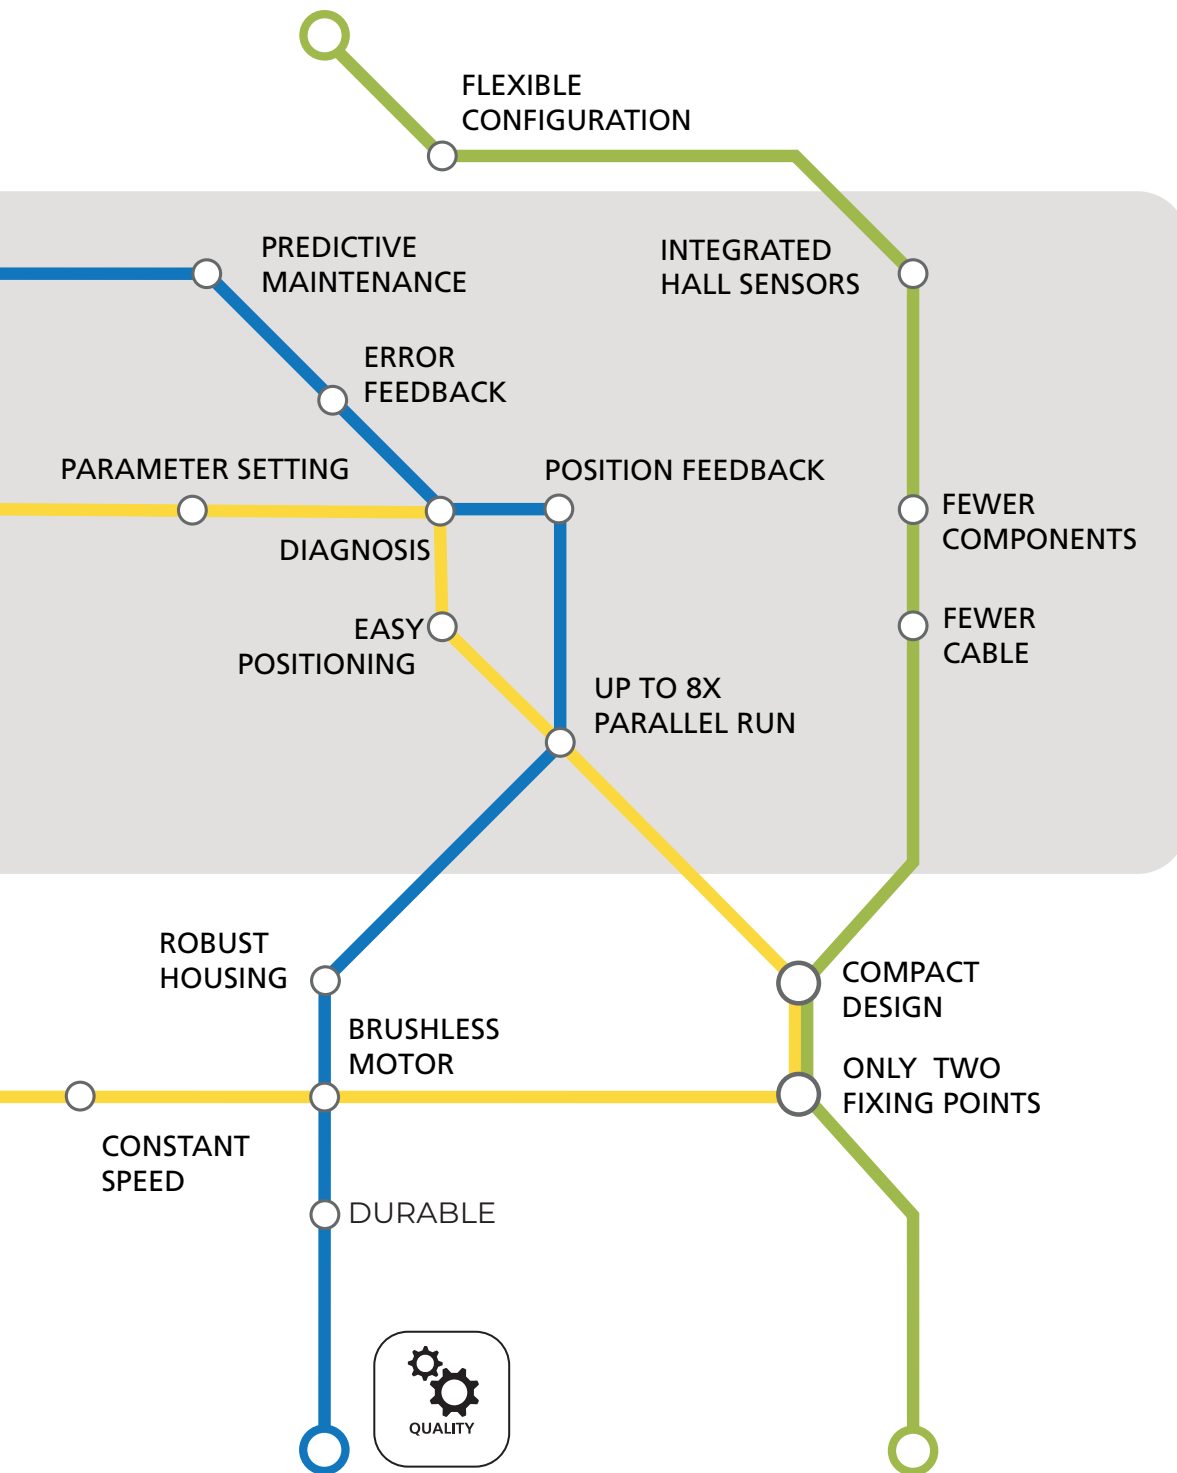 FLEXIBLE
CONFIGURATION
PREDICTIVE
MAINTENANCE
INTEGRATED
HALL SENSORS
ERROR
FEEDBACK
PARAMETER SETTING
POSITION FEEDBACK
FEWER
COMPONENTS
DIAGNOSIS
EASY
POSITIONING
FEWER
CABLE
UP TO 8X
PARALLEL RUN
ROBUST
HOUSING
COMPACT
DESIGN
BRUSHLESS
MOTOR
ONLY TWO
FIXING POINTS
CONSTANT
SPEED
DURABLE
QUALITY